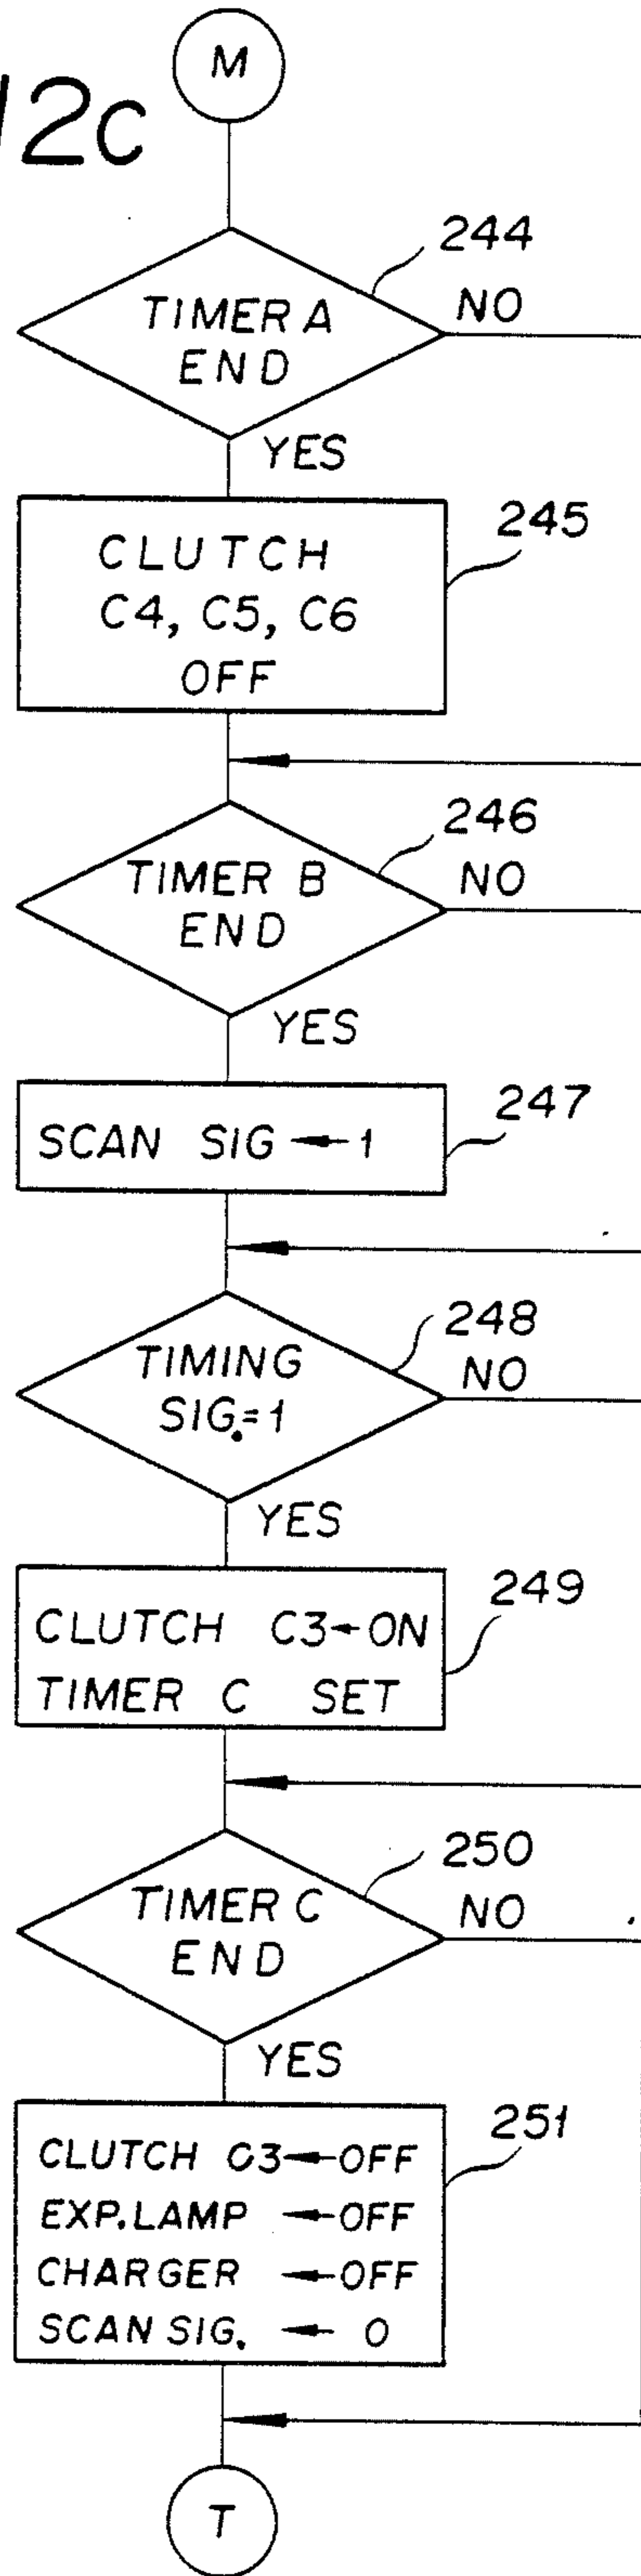 M
12c
244
TIMER A
END
NO
YES
245
CLUTCH
C4, C5, C6
OFF
246
TIMER B
END
NO
YES
247
SCAN SIG ← 1
248
TIMING
SIG.=1
NO
YES
249
CLUTCH C3←ON
TIMER C SET
250
TIMER C
END
NO
YES
251
CLUTCH C3←OFF
EXP.LAMP ←OFF
CHARGER ←OFF
SCAN SIG. ← 0
T